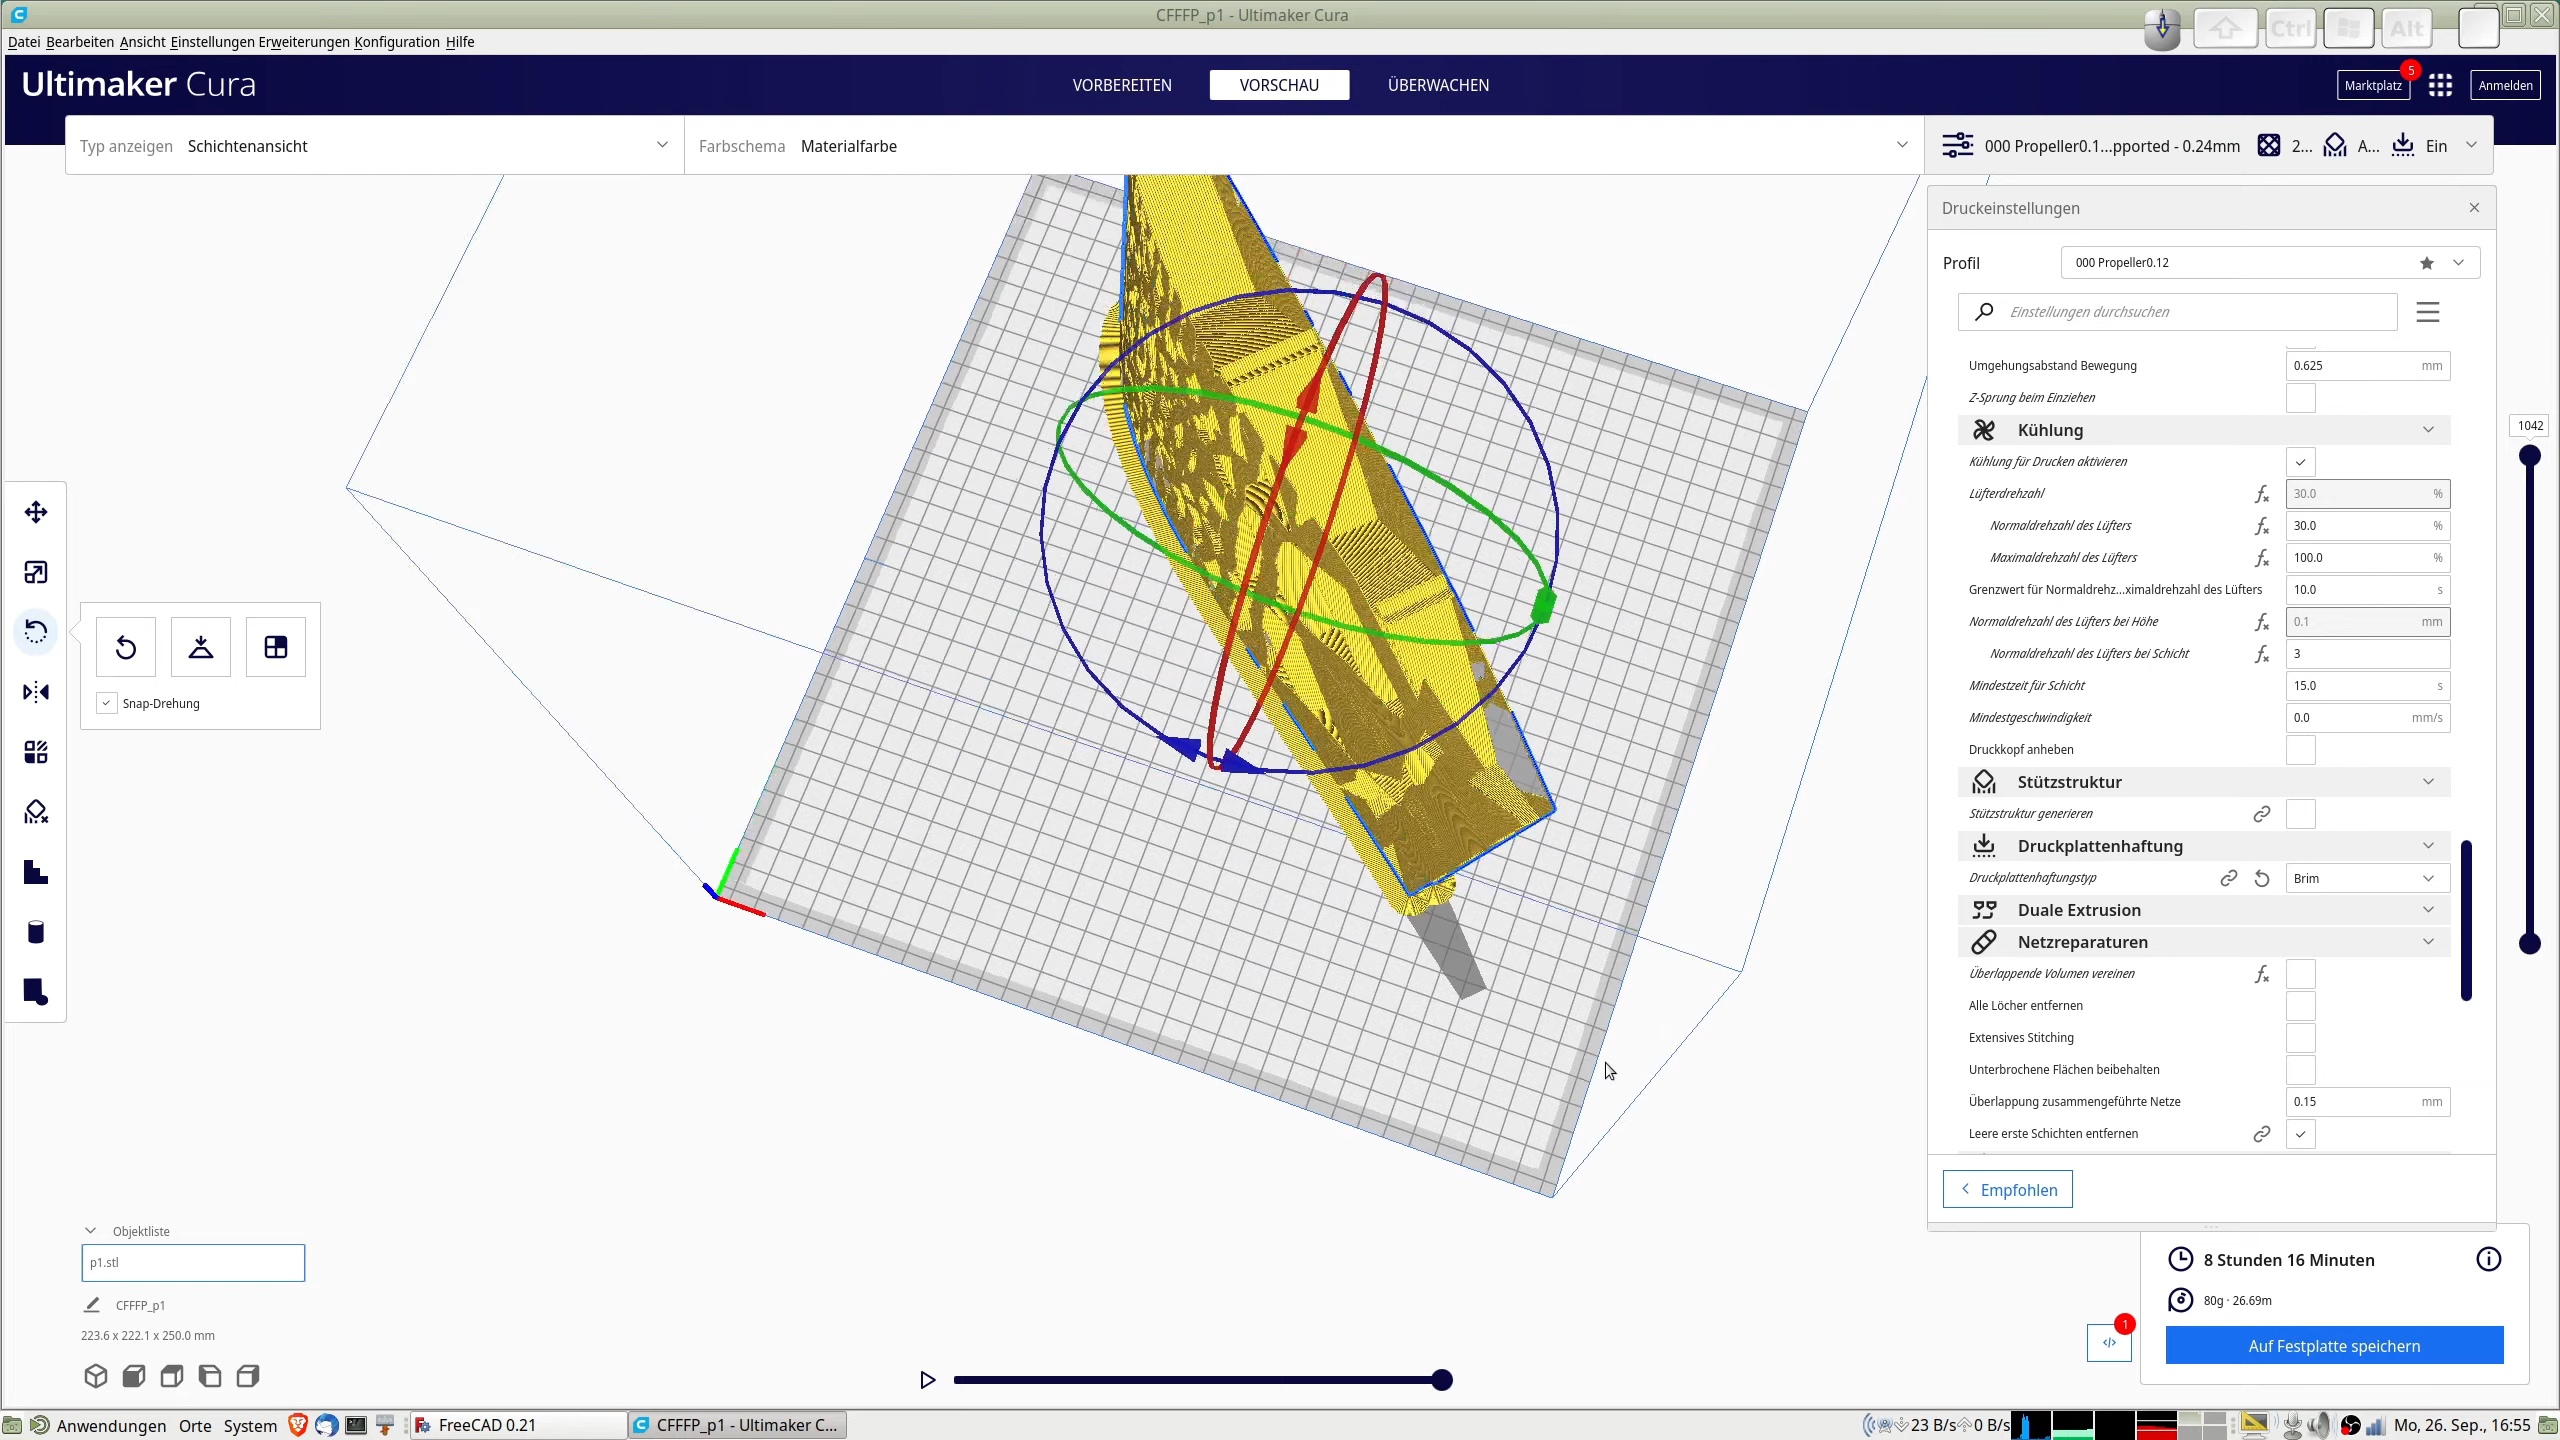 CFFFP_p1 - Ultimaker Cura
Datei Bearbeiten Ansicht Einstellungen Erweiterungen Konfiguration Hilfe
Ctrl
Alt
Ultimaker Cura
VORBEREITEN
VORSCHAU
ÜBERWACHEN
Marktplatz
5
Anmelden
Typ anzeigen Schichtenansicht
Farbschema Materialfarbe
000 Propeller0.1...pported - 0.24mm
2...
A...
Ein
Druckeinstellungen
Profil
000 Propeller0.12
Einstellungen durchsuchen
Umgehungsabstand Bewegung 0.625 mm
Z-Sprung beim Einziehen
Kühlung
Kühlung für Drucken aktivieren
Lüfterdrehzahl 30.0 %
Normaldrehzahl des Lüfters 30.0 %
Maximaldrehzahl des Lüfters 100.0 %
Grenzwert für Normaldrehz...ximaldrehzahl des Lüfters 10.0 s
Normaldrehzahl des Lüfters bei Höhe 0.1 mm
Normaldrehzahl des Lüfters bei Schicht 3
Mindestzeit für Schicht 15.0 s
Mindestgeschwindigkeit 0.0 mm/s
Druckkopf anheben
Stützstruktur
Stützstruktur generieren
Druckplattenhaftung
Druckplattenhaftungstyp Brim
Duale Extrusion
Netzreparaturen
Überlappende Volumen vereinen
Alle Löcher entfernen
Extensives Stitching
Unterbrochene Flächen beibehalten
Überlappung zusammengeführte Netze 0.15 mm
Leere erste Schichten entfernen
Empfohlen
1042
Snap-Drehung
Objektliste
p1.stl
CFFFP_p1
223.6 x 222.1 x 250.0 mm
1
8 Stunden 16 Minuten
80g · 26.69m
Auf Festplatte speichern
Anwendungen Orte System
FreeCAD 0.21
CFFFP_p1 - Ultimaker C...
23 B/s
0 B/s
Mo, 26. Sep., 16:55